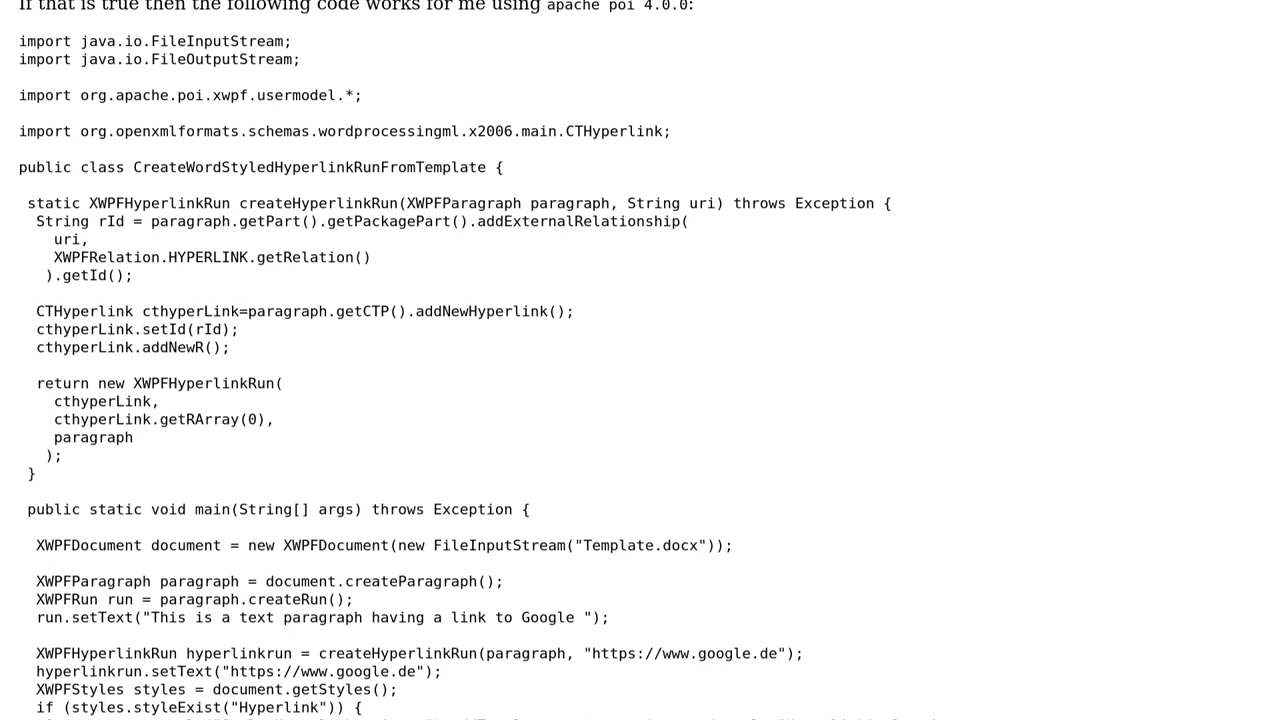 If that is true then the following code works for me using apache poi 4.0.0:
import java.io.FileInputStream;
import java.io.FileOutputStream;
import org.apache.poi.xwpf.usermodel.*;
import org.openxmlformats.schemas.wordprocessingml.x2006.main.CTHyperlink;
public class CreateWordStyledHyperlinkRunFromTemplate {
 static XWPFHyperlinkRun createHyperlinkRun(XWPFParagraph paragraph, String uri) throws Exception {
  String rId = paragraph.getPart().getPackagePart().addExternalRelationship(
    uri,
    XWPFRelation.HYPERLINK.getRelation()
   ).getId();
  CTHyperlink cthyperLink=paragraph.getCTP().addNewHyperlink();
  cthyperLink.setId(rId);
  cthyperLink.addNewR();
  return new XWPFHyperlinkRun(
    cthyperLink,
    cthyperLink.getRArray(0),
    paragraph
   );
 }
 public static void main(String[] args) throws Exception {
  XWPFDocument document = new XWPFDocument(new FileInputStream("Template.docx"));
  XWPFParagraph paragraph = document.createParagraph();
  XWPFRun run = paragraph.createRun();
  run.setText("This is a text paragraph having a link to Google ");
  XWPFHyperlinkRun hyperlinkrun = createHyperlinkRun(paragraph, "https://www.google.de");
  hyperlinkrun.setText("https://www.google.de");
  XWPFStyles styles = document.getStyles();
  if (styles.styleExist("Hyperlink")) {